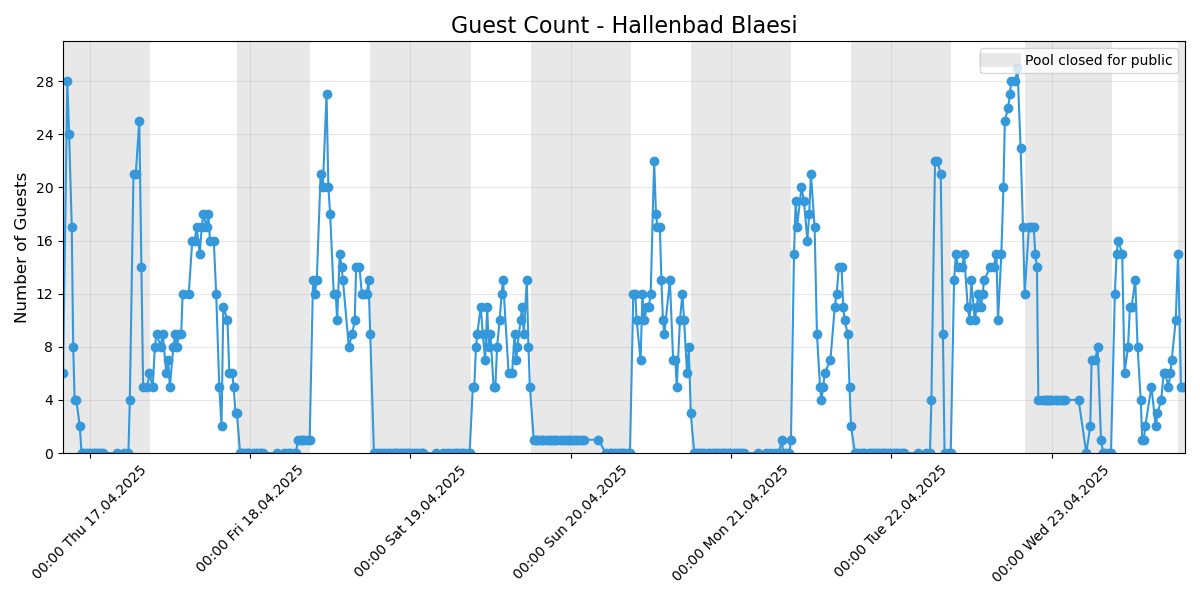 Guest Count - Hallenbad Blaesi
Pool closed for public
Number of Guests
28
24
20
16
12
8
4
0
00:00 Thu 17.04.2025
00:00 Fri 18.04.2025
00:00 Sat 19.04.2025
00:00 Sun 20.04.2025
00:00 Mon 21.04.2025
00:00 Tue 22.04.2025
00:00 Wed 23.04.2025